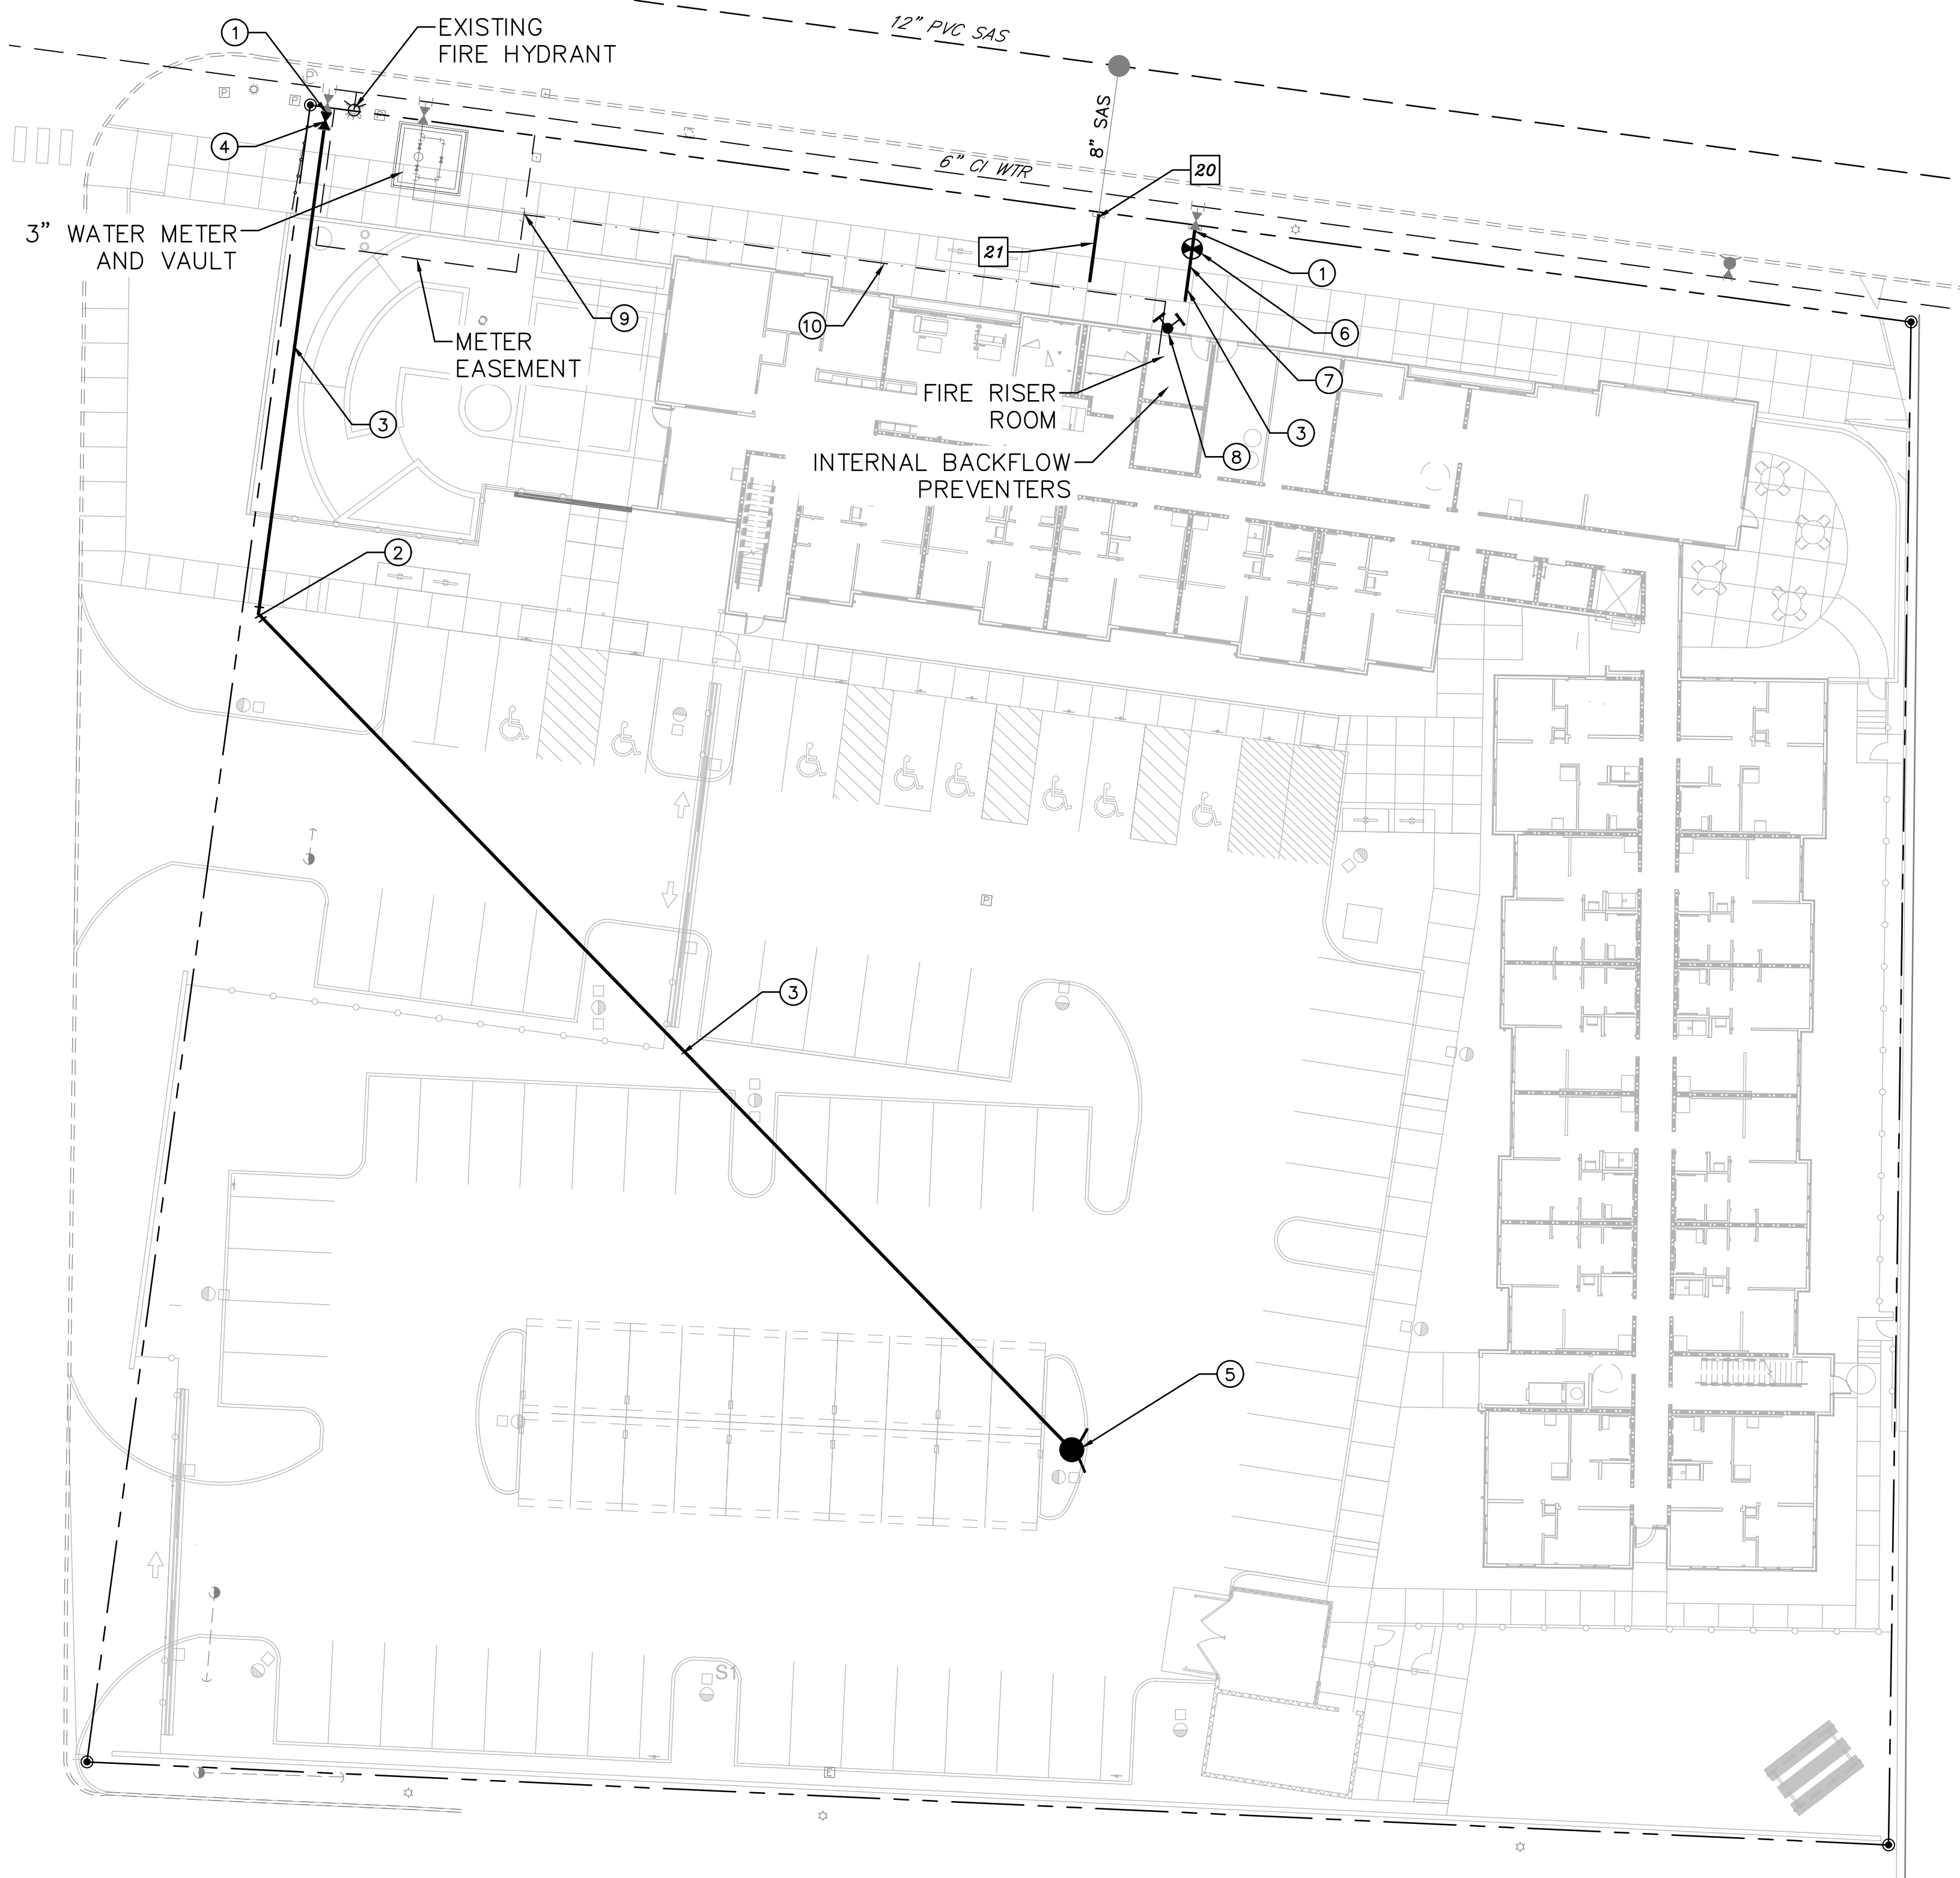 12" PVC SAS
1
EXISTING
FIRE HYDRANT
P
P
P
4
8" SAS
6" CI WTR
20
3" WATER METER
AND VAULT
21
1
9
10
6
METER
EASEMENT
7
FIRE RISER
ROOM
3
3
8
INTERNAL BACKFLOW
PREVENTERS
2
P
3
5
S1
E